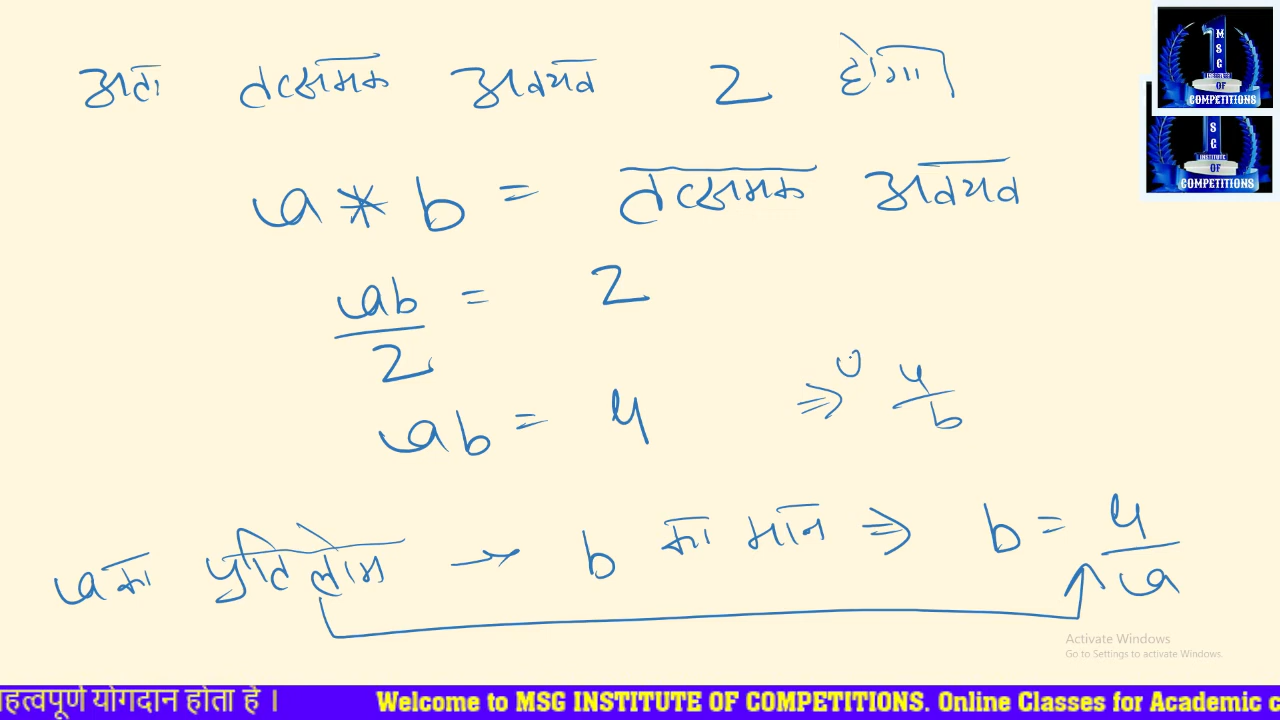 अतः तत्समक अवयव 2 होगा
a * b = तत्समक अवयव
ab/2 = 2
ab = 4 ⇒ 4/b
a का प्रतिलोम → b का मान ⇒ b = 4/a
MSG INSTITUTE OF COMPETITIONS
SG INSTITUTE OF COMPETITIONS
Activate Windows
Go to Settings to activate Windows.
हत्वपूर्ण योगदान होता है । Welcome to MSG INSTITUTE OF COMPETITIONS. Online Classes for Academic c